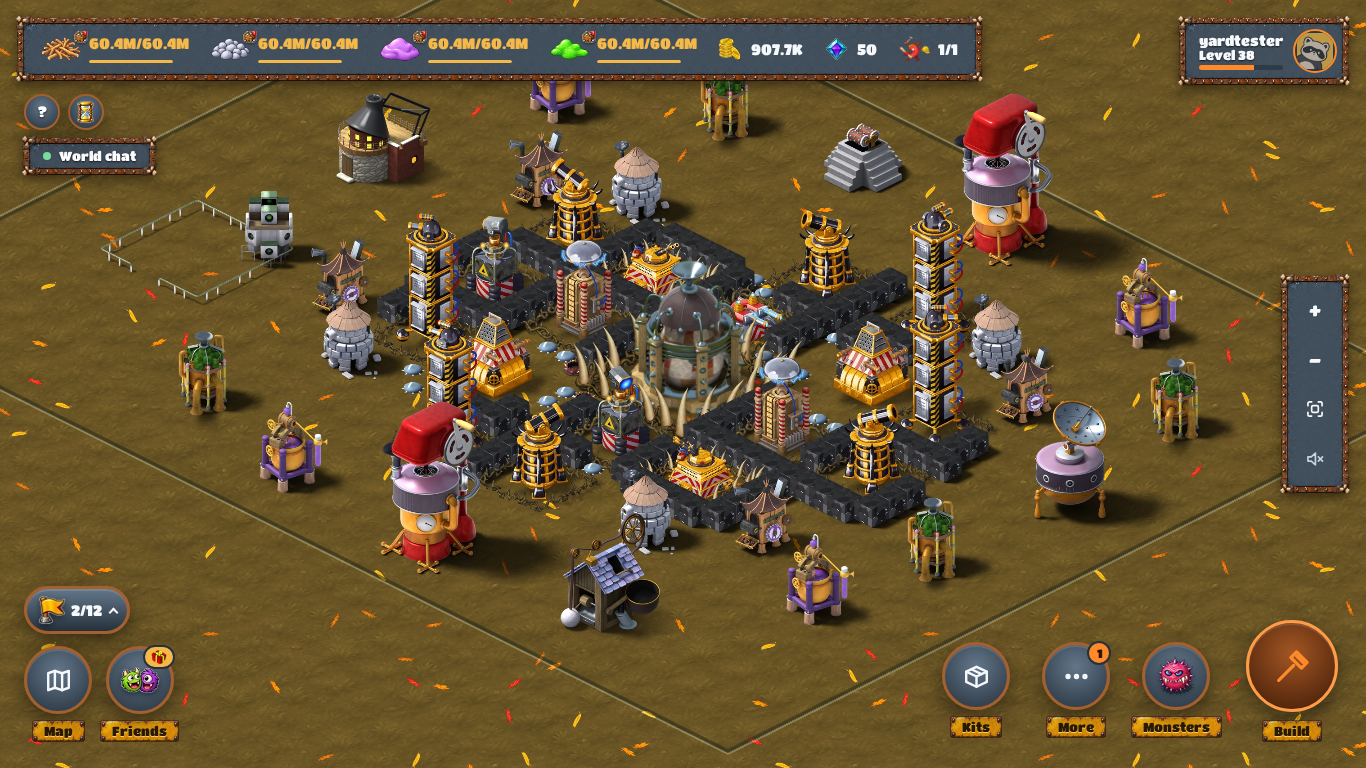 60.4M/60.4M
60.4M/60.4M
60.4M/60.4M
60.4M/60.4M
907.7K
50
1/1
yardtester
Level 38
?
World chat
2/12
1
Map
Friends
Kits
More
Monsters
Build